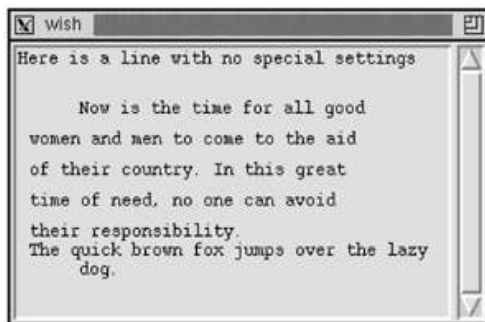 wish
Here is a line with no special settings
Now is the time for all good
women and men to come to the aid
of their country. In this great
time of need, no one can avoid
their responsibility.
The quick brown fox jumps over the lazy
dog.